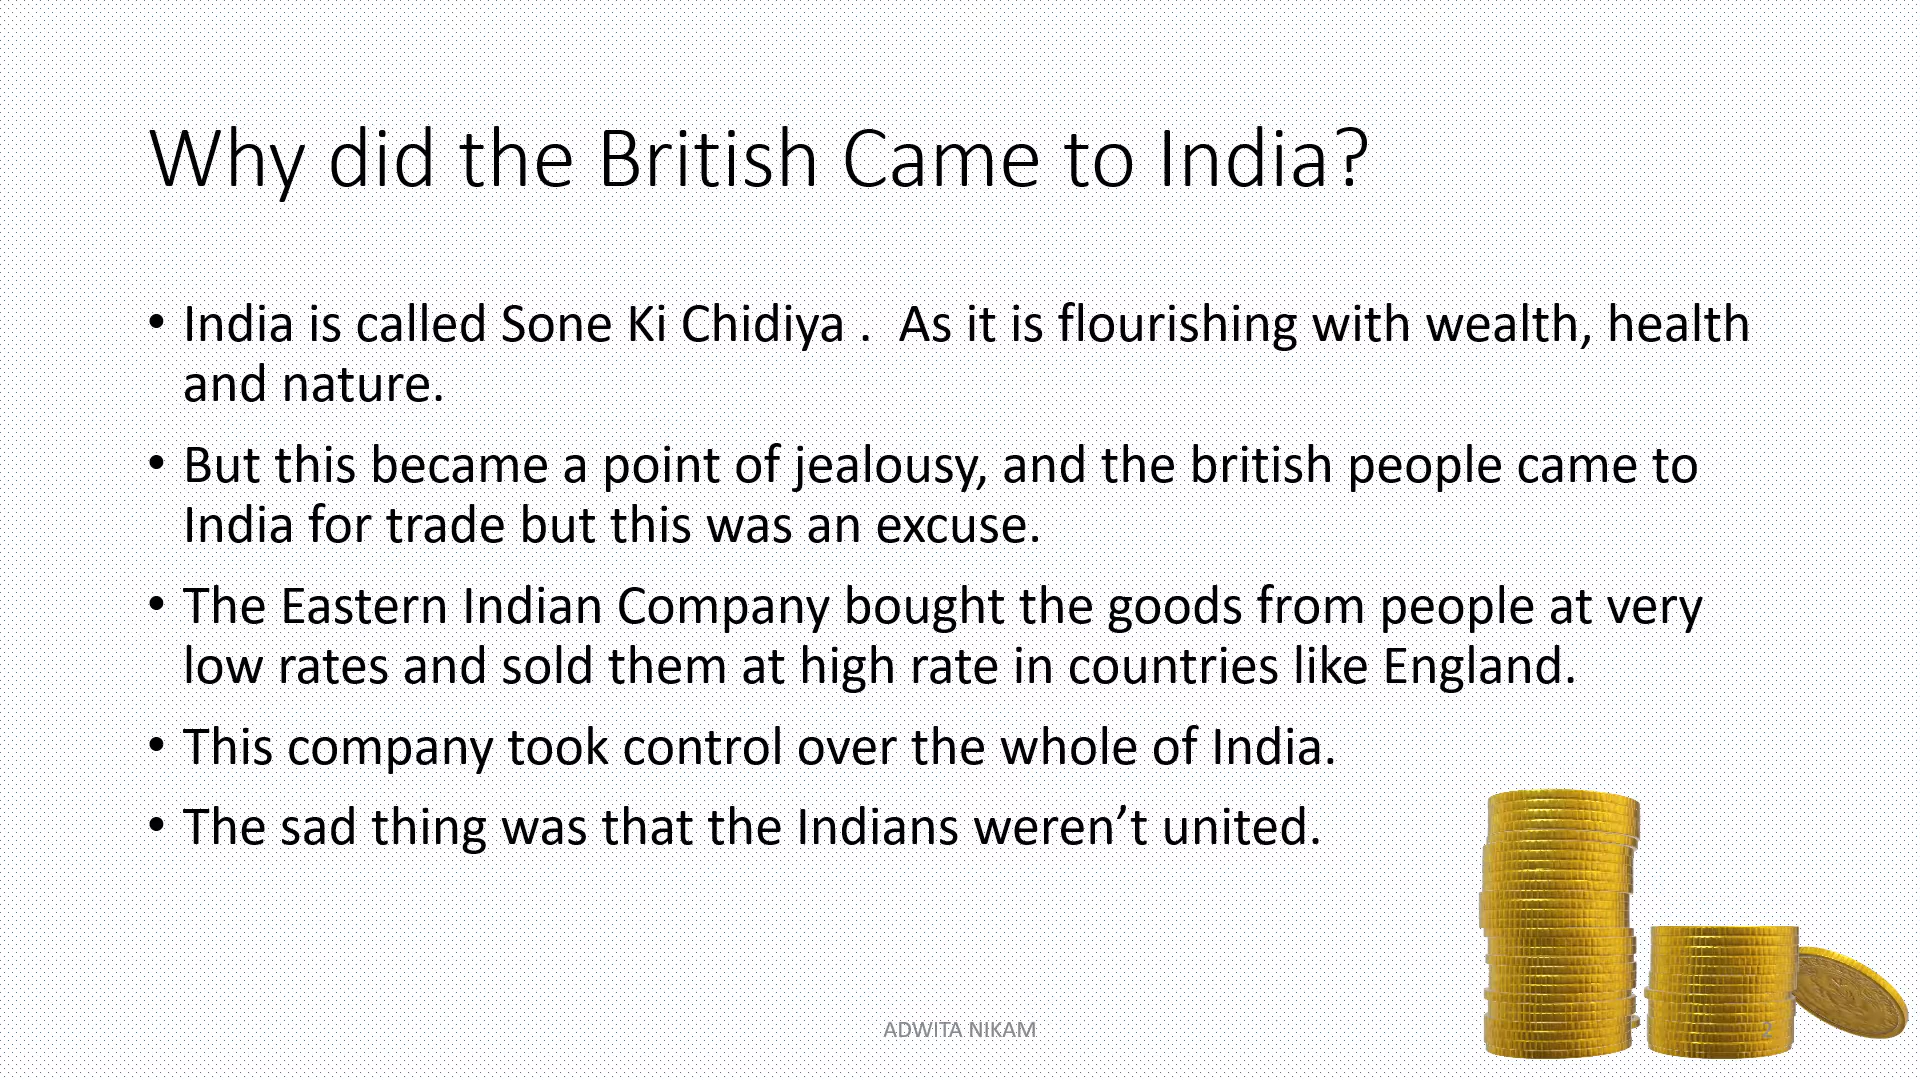 Why did the British Came to India?
• India is called Sone Ki Chidiya .  As it is flourishing with wealth, health
and nature.
• But this became a point of jealousy, and the british people came to
India for trade but this was an excuse.
• The Eastern Indian Company bought the goods from people at very
low rates and sold them at high rate in countries like England.
• This company took control over the whole of India.
• The sad thing was that the Indians weren’t united.
ADWITA NIKAM
2